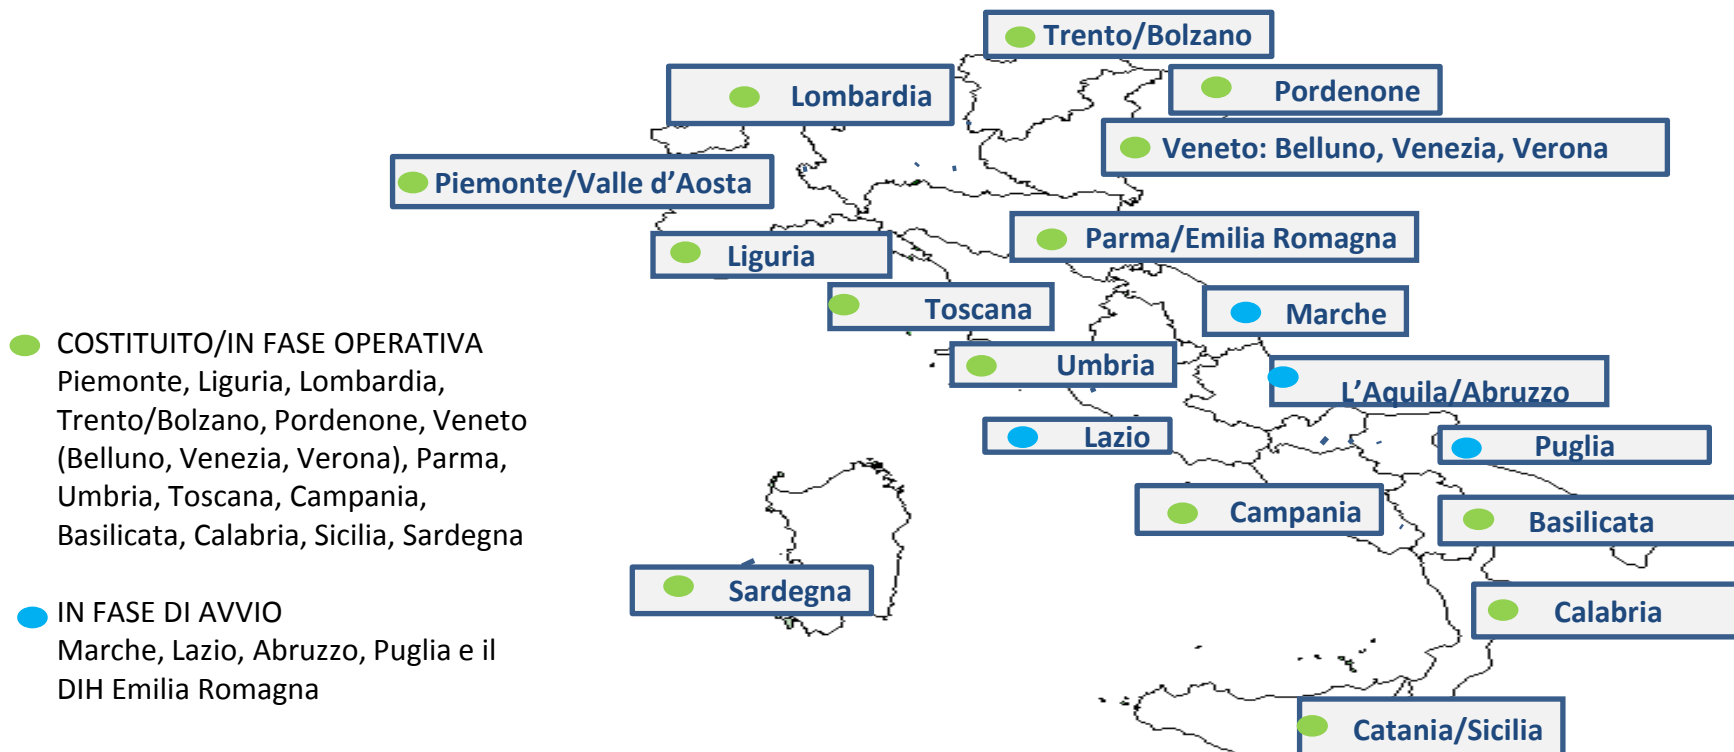 Trento/Bolzano
Lombardia
Pordenone
Veneto: Belluno, Venezia, Verona
Piemonte/Valle d’Aosta
Parma/Emilia Romagna
Liguria
Toscana
Marche
COSTITUITO/IN FASE OPERATIVA
Piemonte, Liguria, Lombardia,
Trento/Bolzano, Pordenone, Veneto
(Belluno, Venezia, Verona), Parma,
Umbria, Toscana, Campania,
Basilicata, Calabria, Sicilia, Sardegna
Umbria
L’Aquila/Abruzzo
Lazio
Puglia
Campania
Basilicata
Sardegna
Calabria
IN FASE DI AVVIO
Marche, Lazio, Abruzzo, Puglia e il
DIH Emilia Romagna
Catania/Sicilia